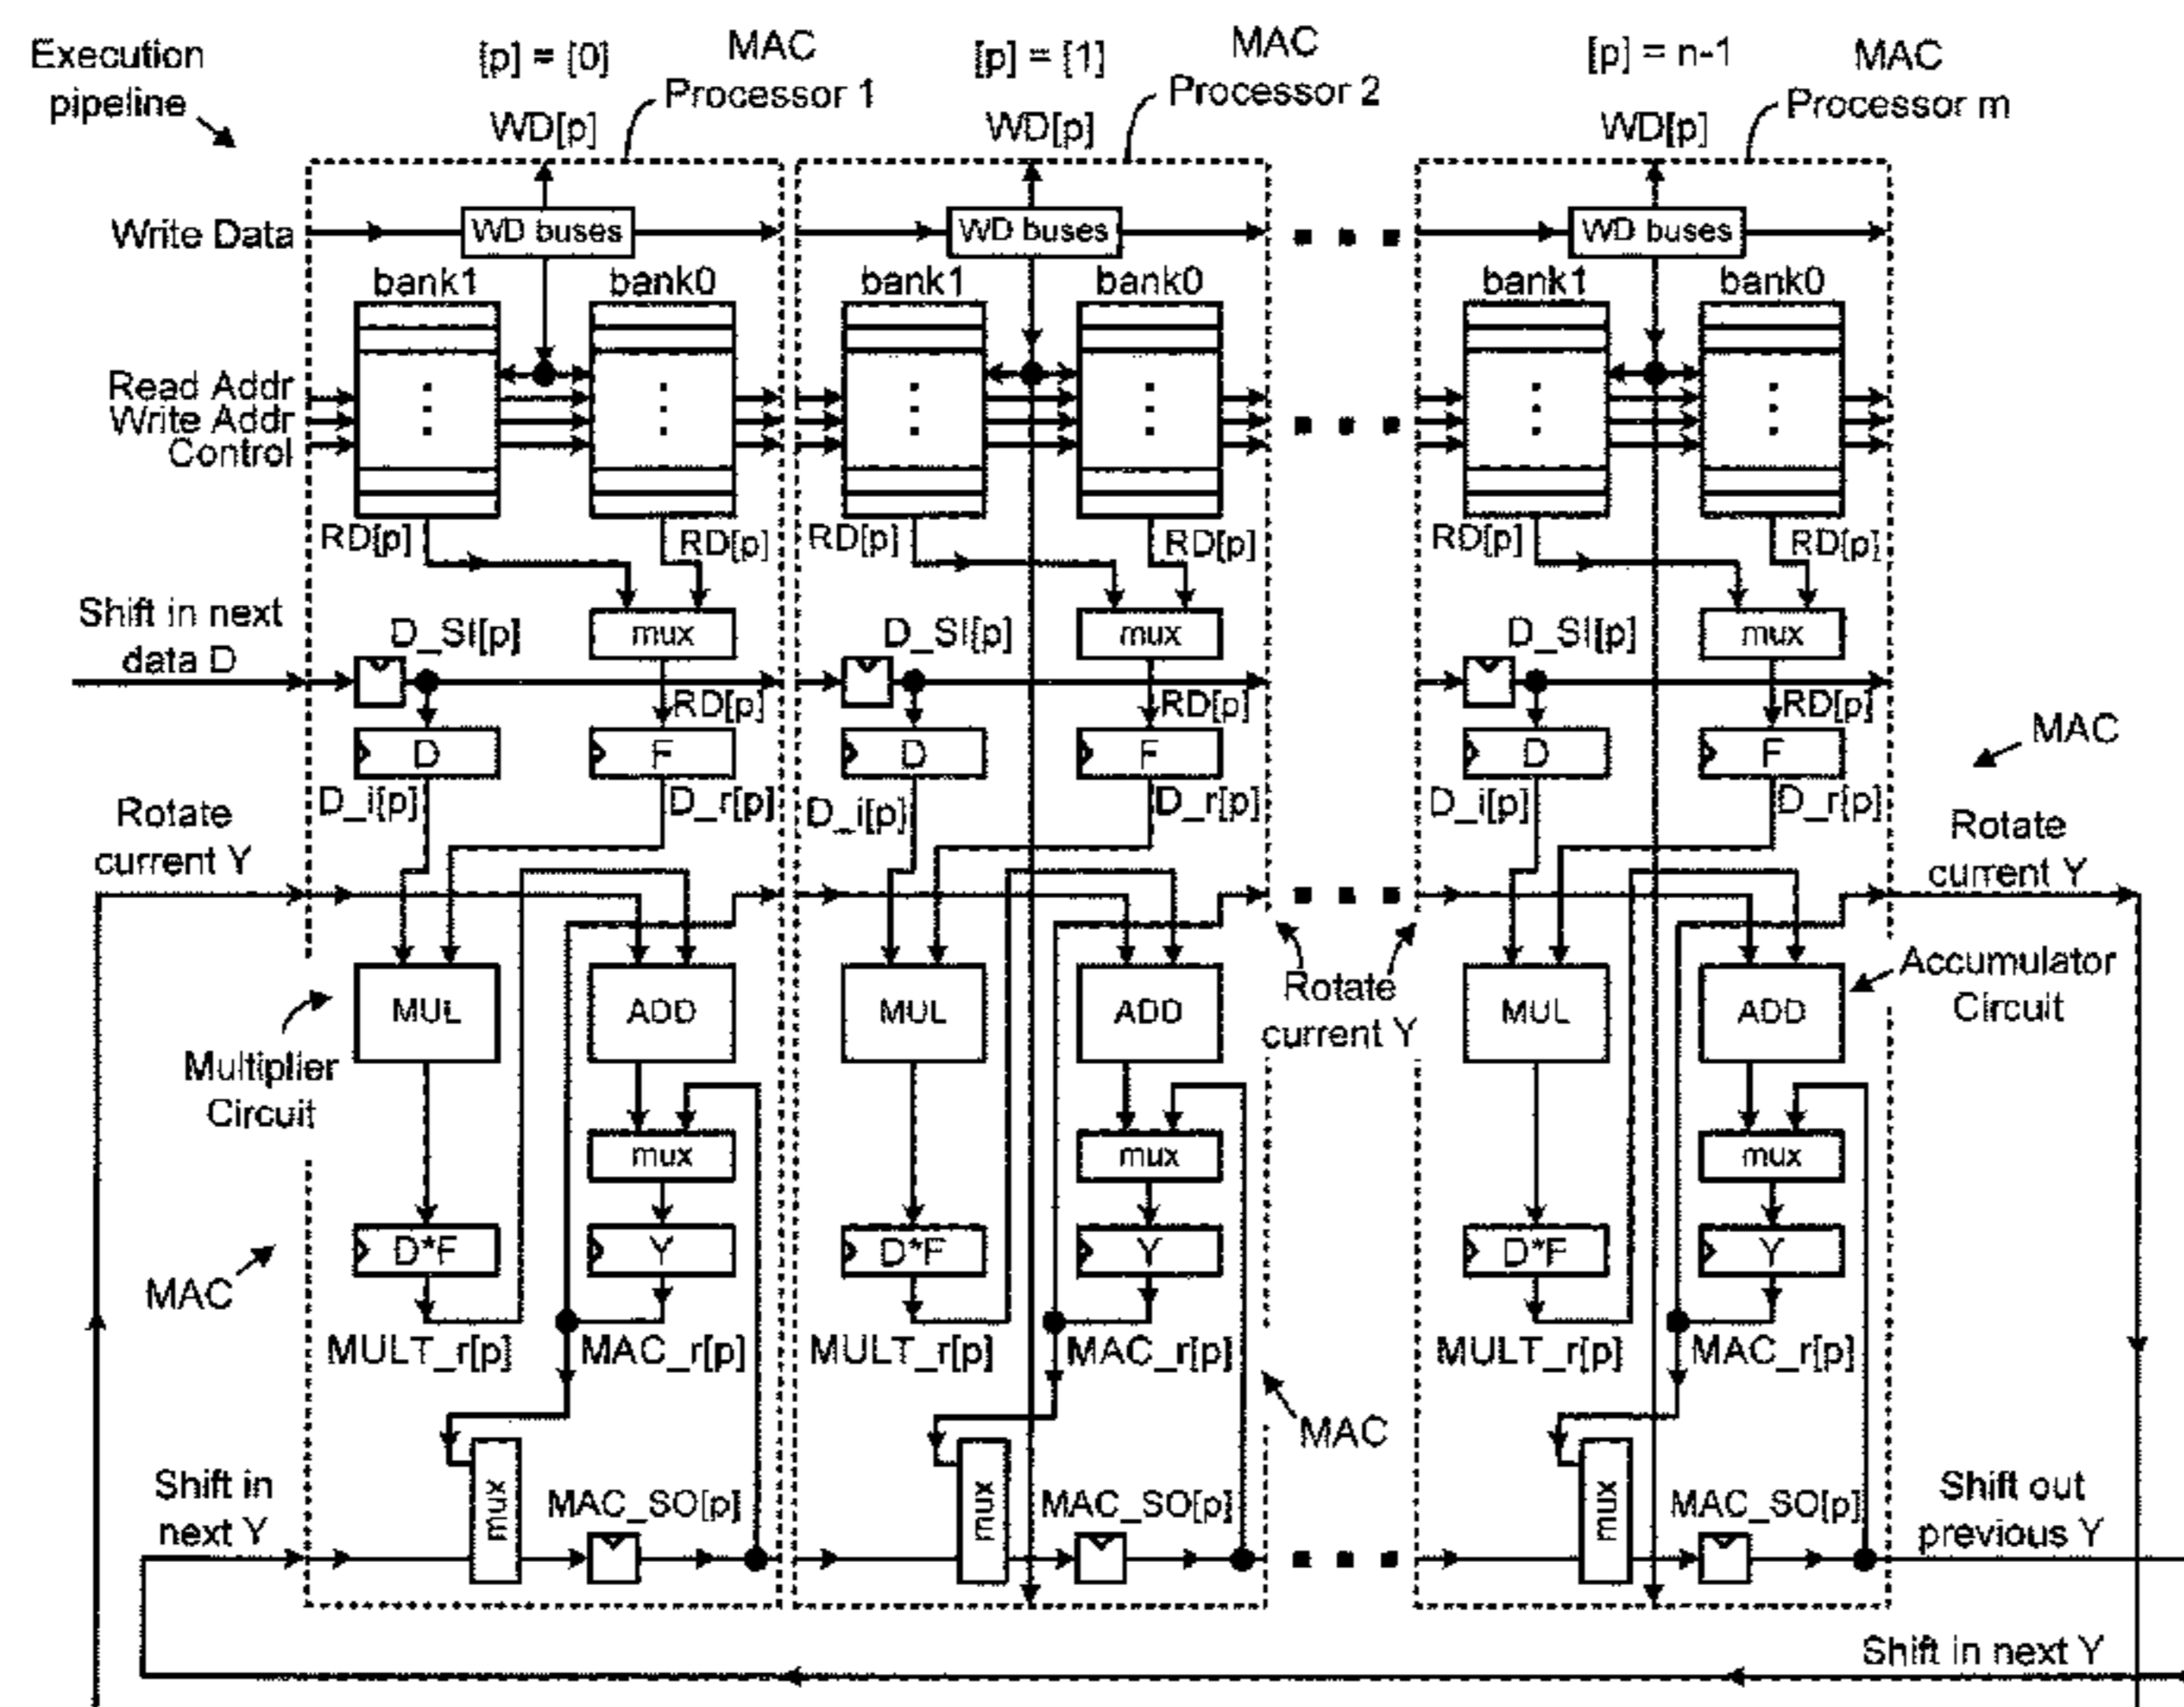 Execution
pipeline
[p] = [0]
MAC
Processor 1
WD[p]
[p] = [1]
MAC
Processor 2
WD[p]
[p] = n-1
MAC
Processor m
WD[p]
Write Data
WD buses
WD buses
WD buses
bank1
bank0
bank1
bank0
bank1
bank0
Read Addr
Write Addr
Control
RD[p]
RD[p]
RD[p]
RD[p]
RD[p]
RD[p]
Shift in next
data D
D_SI[p]
mux
D_SI[p]
mux
D_SI[p]
mux
RD[p]
RD[p]
RD[p]
D
F
D
F
D
F
MAC
D_i[p]
D_r[p]
D_i[p]
D_r[p]
D_i[p]
D_r[p]
Rotate
current Y
Rotate
current Y
MUL
ADD
MUL
ADD
Rotate
current Y
MUL
ADD
Accumulator
Circuit
Multiplier
Circuit
mux
mux
mux
D*F
Y
D*F
Y
D*F
Y
MAC
MULT_r[p]
MAC_r[p]
MULT_r[p]
MAC_r[p]
MULT_r[p]
MAC_r[p]
MAC
Shift in
next Y
mux
MAC_SO[p]
mux
MAC_SO[p]
mux
MAC_SO[p]
Shift out
previous Y
Shift in next Y